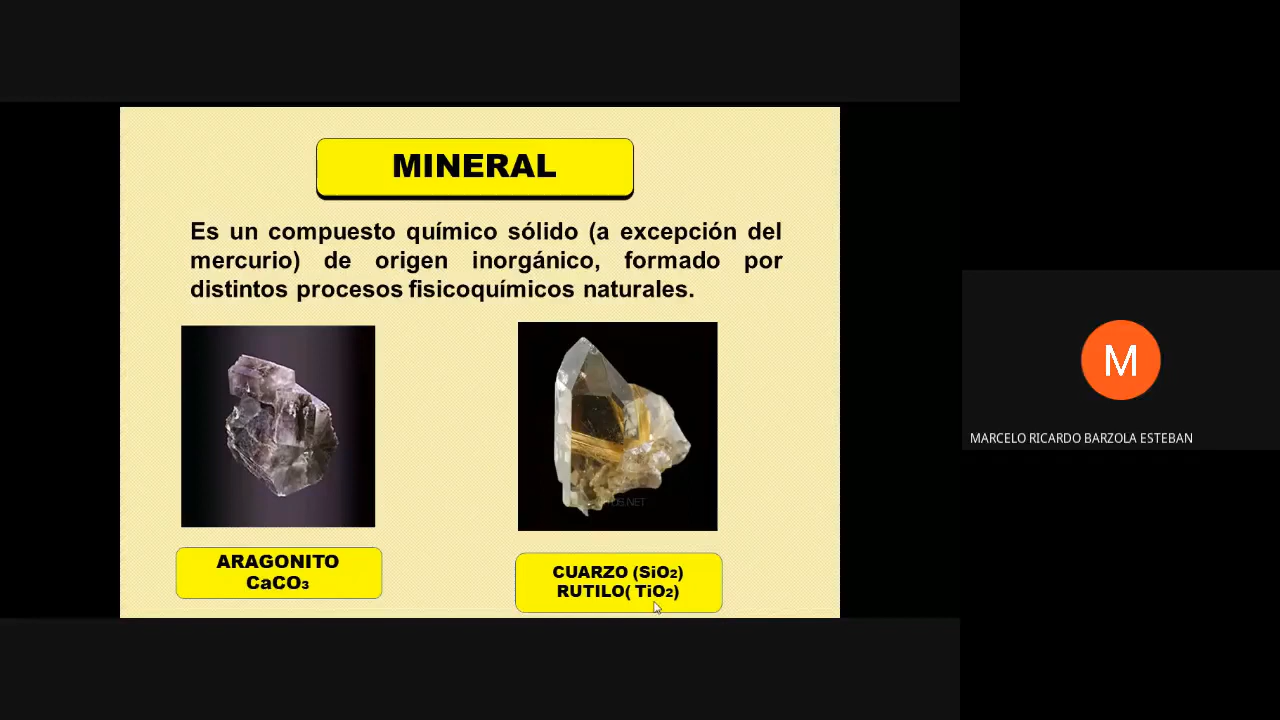 MINERAL
Es un compuesto químico sólido (a excepción del
mercurio) de origen inorgánico, formado por
distintos procesos fisicoquímicos naturales.
ARAGONITO
CaCO₃
CUARZO (SiO₂)
RUTILO( TiO₂)
M
MARCELO RICARDO BARZOLA ESTEBAN